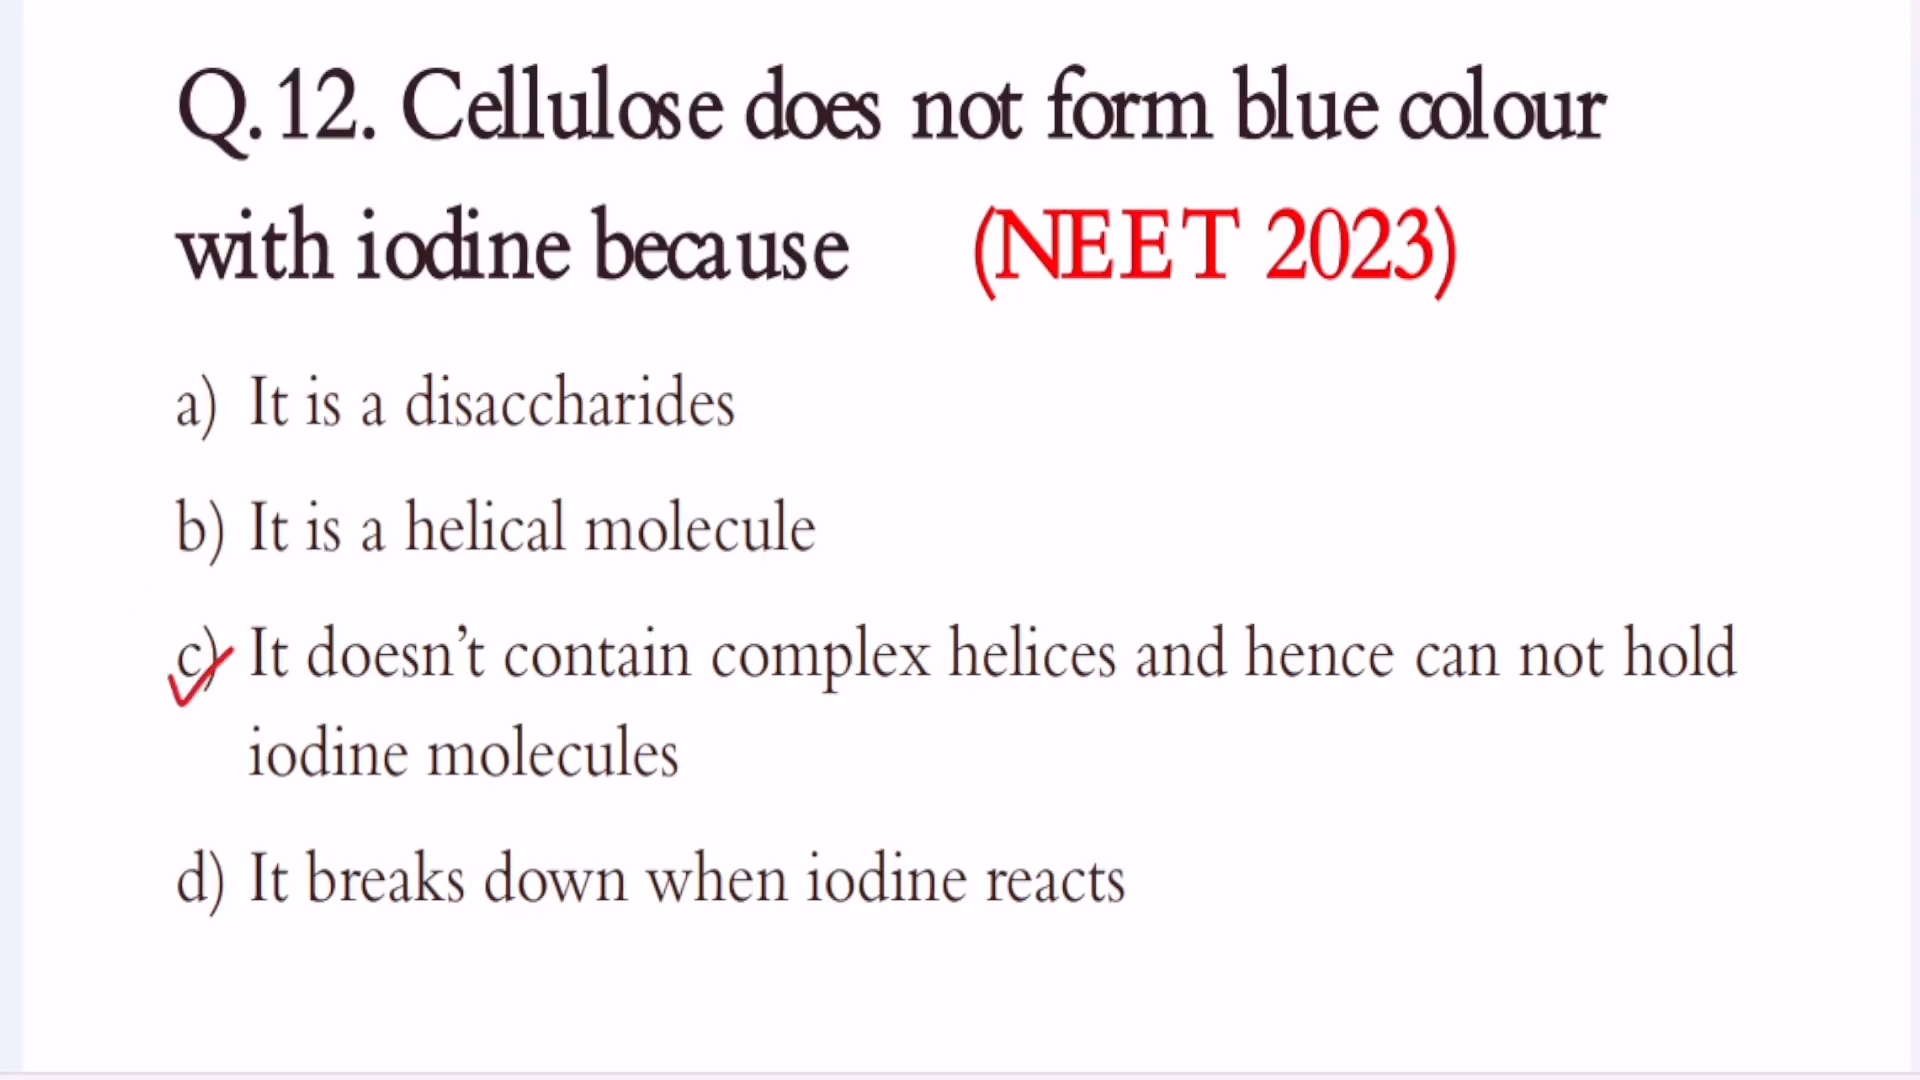 Q.12. Cellulose does not form blue colour
with iodine because (NEET 2023)
a) It is a disaccharides
b) It is a helical molecule
c) It doesn't contain complex helices and hence can not hold
iodine molecules
d) It breaks down when iodine reacts